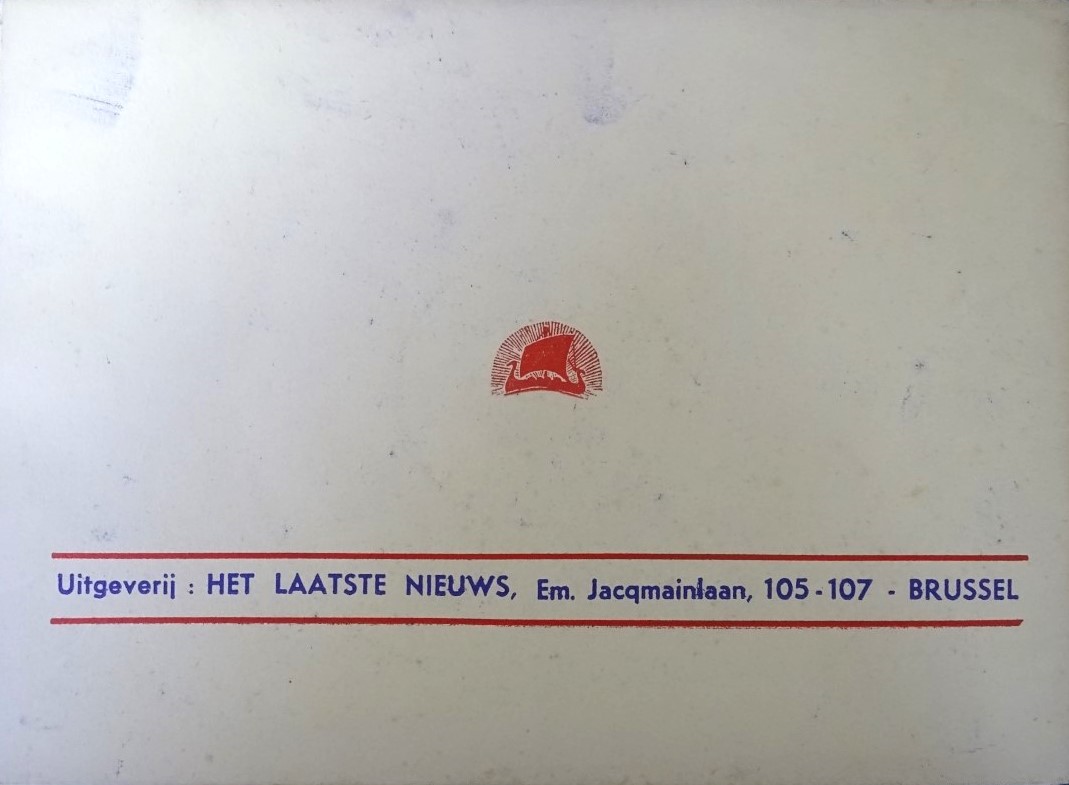 Uitgeverij : HET LAATSTE NIEUWS, Em. Jacqmainlaan, 105-107 - BRUSSEL